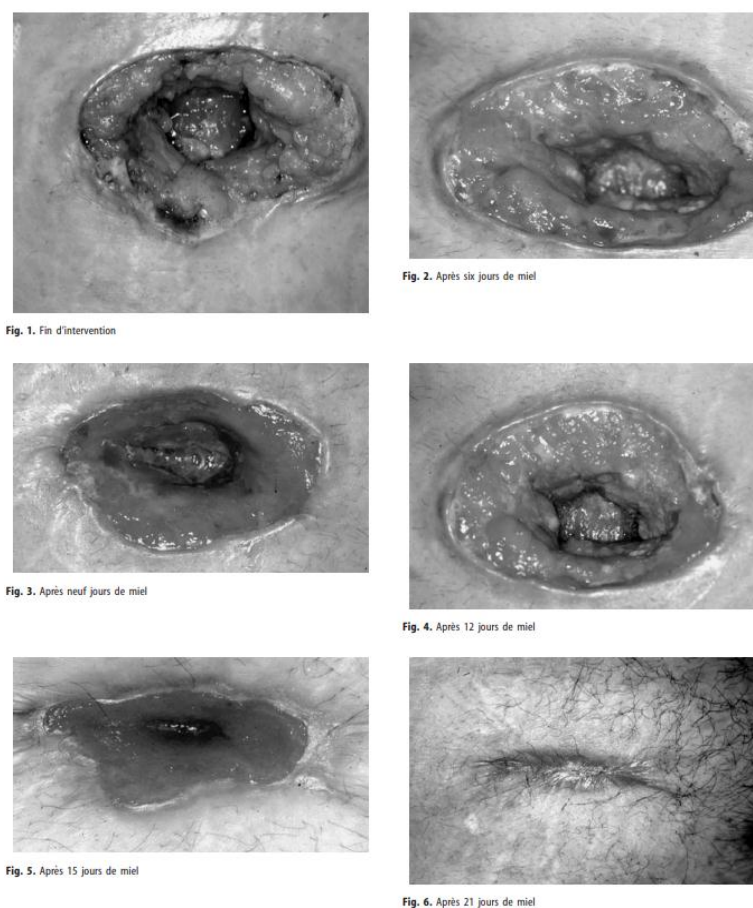 Fig. 1. Fin d'intervention
Fig. 2. Après six jours de miel
Fig. 3. Après neuf jours de miel
Fig. 4. Après 12 jours de miel
Fig. 5. Après 15 jours de miel
Fig. 6. Après 21 jours de miel